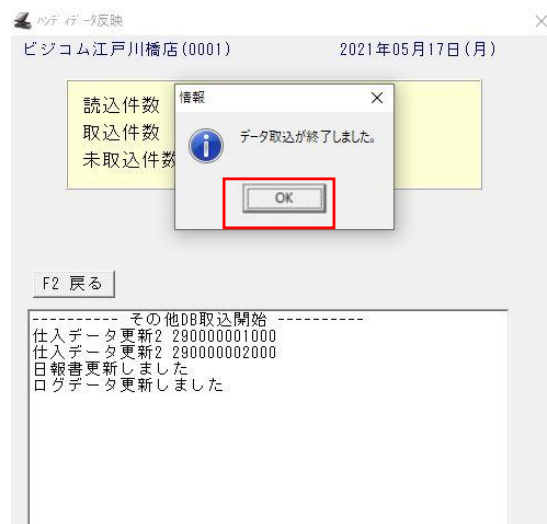 ﾊﾝﾃﾞｨﾃﾞｰﾀ反映
ビジコム江戸川橋店(0001) 2021年05月17日(月)
読込件数
取込件数
未取込件数
情報
データ取込が終了しました。
OK
F2 戻る
---------- その他DB取込開始 ----------
仕入データ更新2 290000001000
仕入データ更新2 290000002000
日報書更新しました
ログデータ更新しました